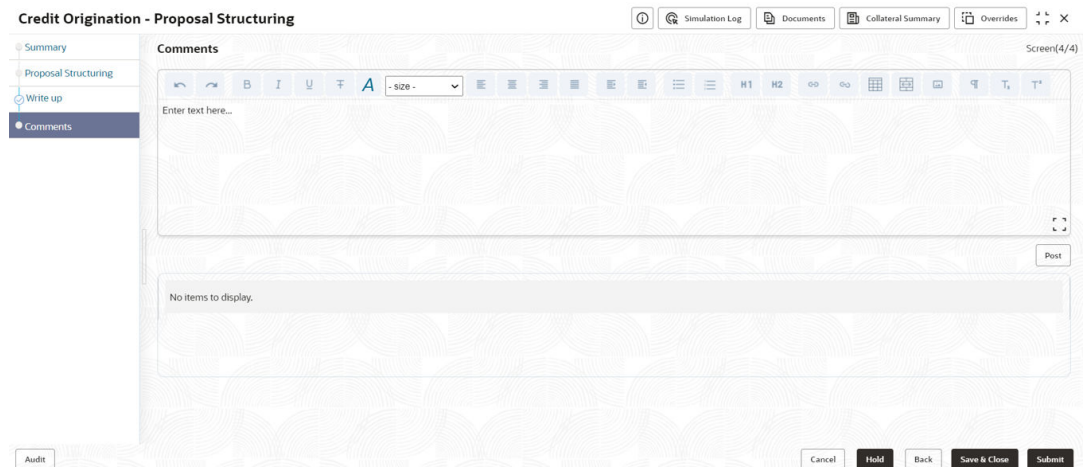 Credit Origination - Proposal Structuring
Simulation Log
Documents
Collateral Summary
Overrides
Summary
Proposal Structuring
Write up
Comments
Comments
Screen(4/4)
B I U T A - size - H1 H2 ¶ T↓ T↑
Enter text here...
Post
No items to display.
Audit
Cancel
Hold
Back
Save & Close
Submit